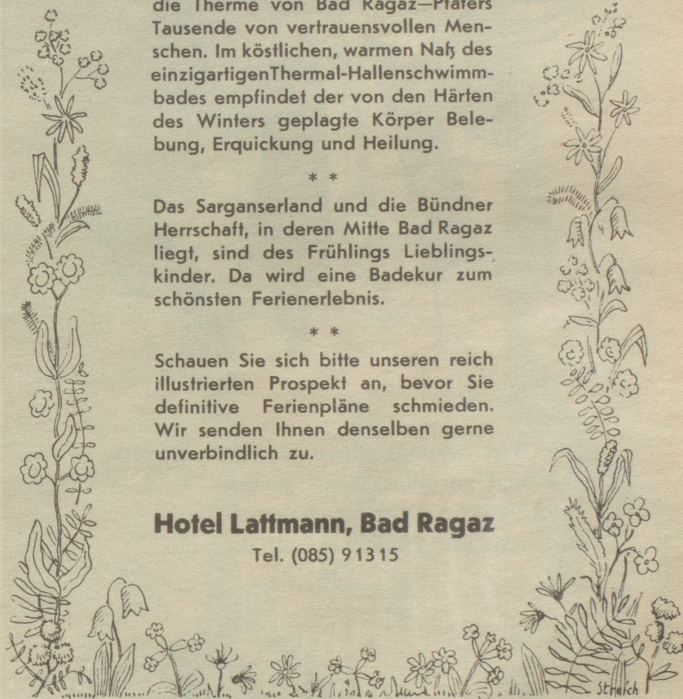 die Therme von Bad Ragaz—Pfäfers
Tausende von vertrauensvollen Men-
schen. Im köstlichen, warmen Naß des
einzigartigenThermal-Hallenschwimm-
bades empfindet der von den Härten
des Winters geplagte Körper Bele-
bung, Erquickung und Heilung.
* *
Das Sarganserland und die Bündner
Herrschaft, in deren Mitte Bad Ragaz
liegt, sind des Frühlings Lieblings-
kinder. Da wird eine Badekur zum
schönsten Ferienerlebnis.
* *
Schauen Sie sich bitte unseren reich
illustrierten Prospekt an, bevor Sie
definitive Ferienpläne schmieden.
Wir senden Ihnen denselben gerne
unverbindlich zu.
Hotel Lattmann, Bad Ragaz
Tel. (085) 9 13 15